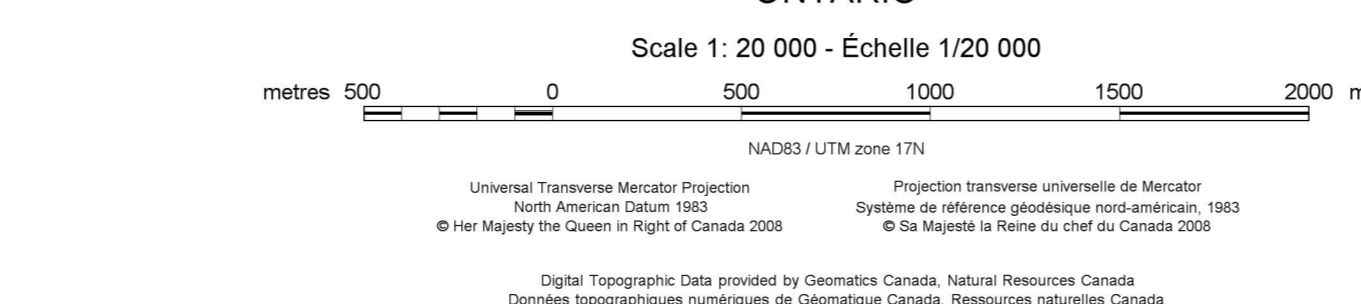 ONTARIO
Scale 1: 20 000 - Échelle 1/20 000
metres 500 0 500 1000 1500 2000
NAD83 / UTM zone 17N
Universal Transverse Mercator Projection
North American Datum 1983
© Her Majesty the Queen in Right of Canada 2008
Projection transverse universelle de Mercator
Système de référence géodésique nord-américain, 1983
© Sa Majesté la Reine du chef du Canada 2008
Digital Topographic Data provided by Geomatics Canada, Natural Resources Canada
Données topographiques numériques de Géomatique Canada, Ressources naturelles Canada